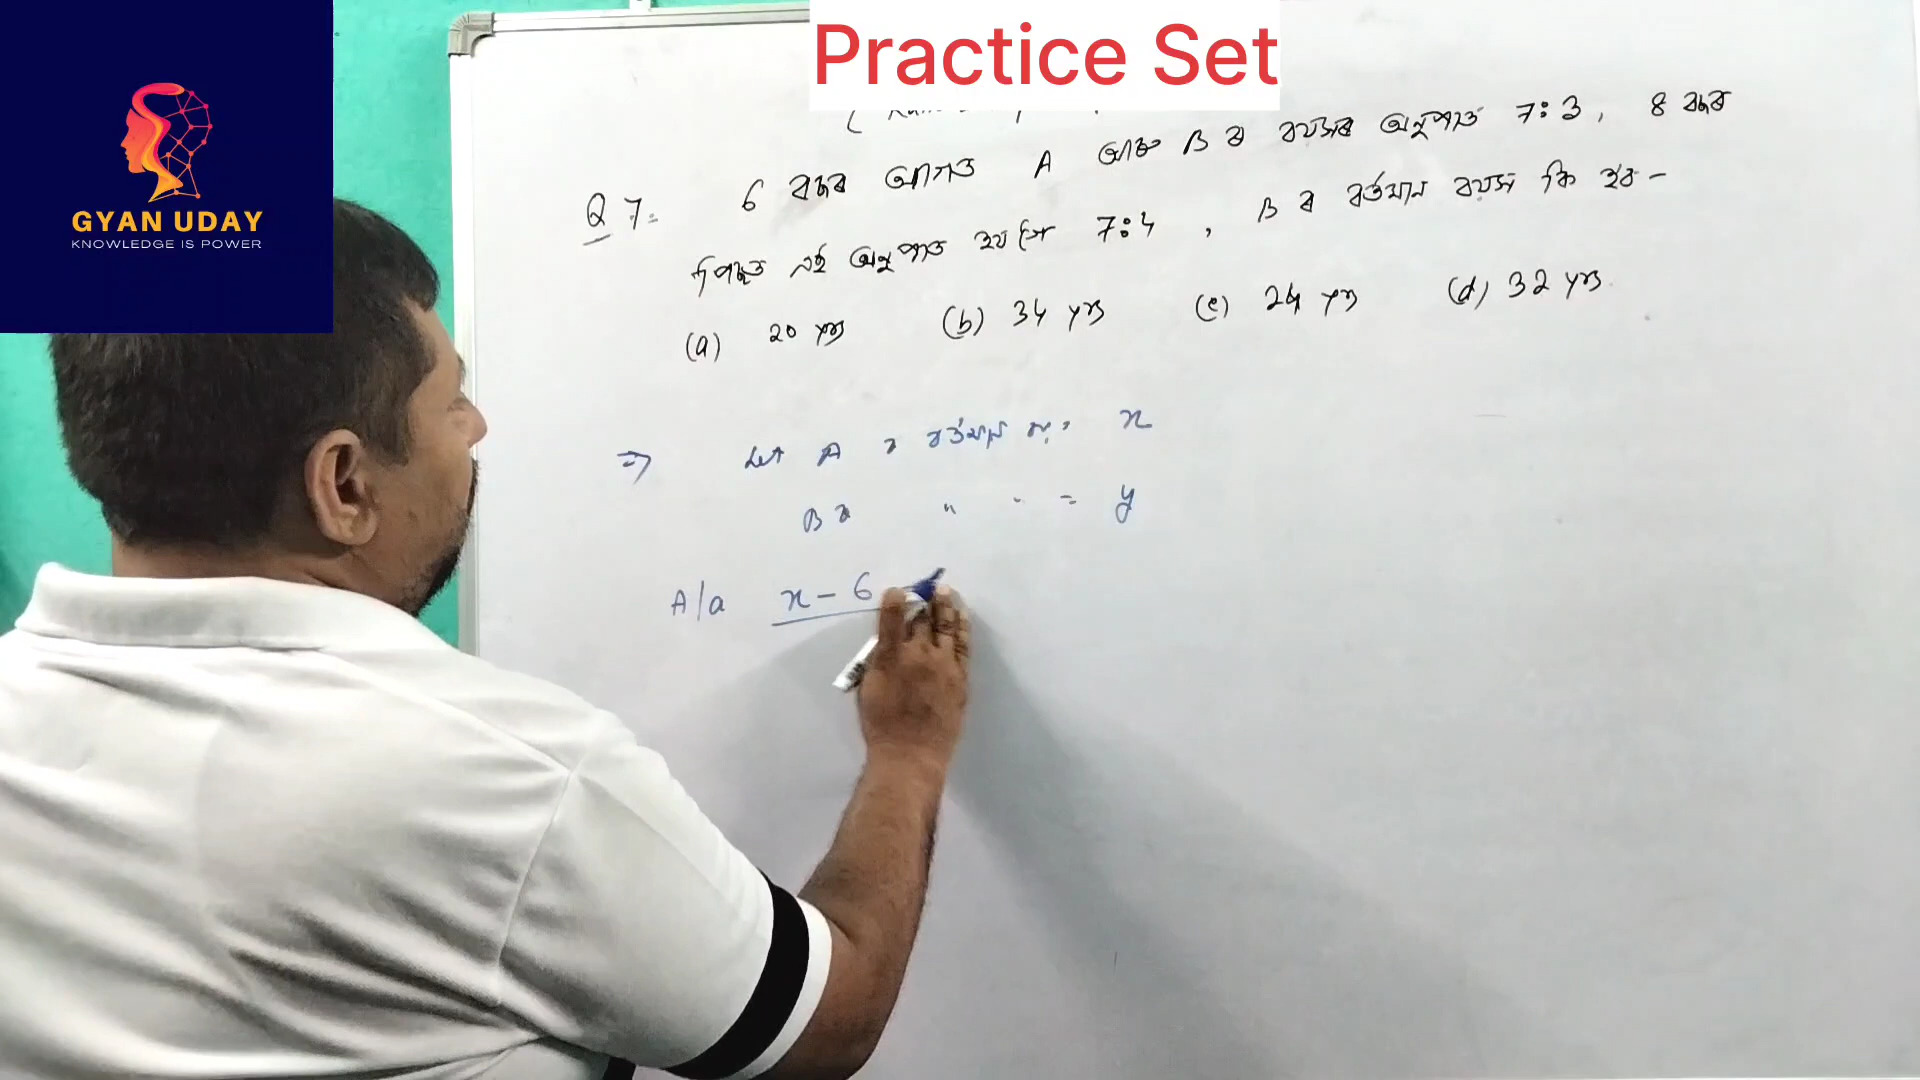 Practice Set
GYAN UDAY
KNOWLEDGE IS POWER
Q 7= 6 বছৰ আগত A আৰু B ৰ বয়সৰ অনুপাত 7:3, 8 বছৰ
পিছত এই অনুপাত হয় গৈ 7:4, B ৰ বৰ্তমান বয়স কি হব -
(a) 20 yrs (b) 34 yrs (c) 24 yrs (d) 32 yrs
⇒ Let A ৰ বৰ্তমান x
B ৰ " " = y
A/a x - 6